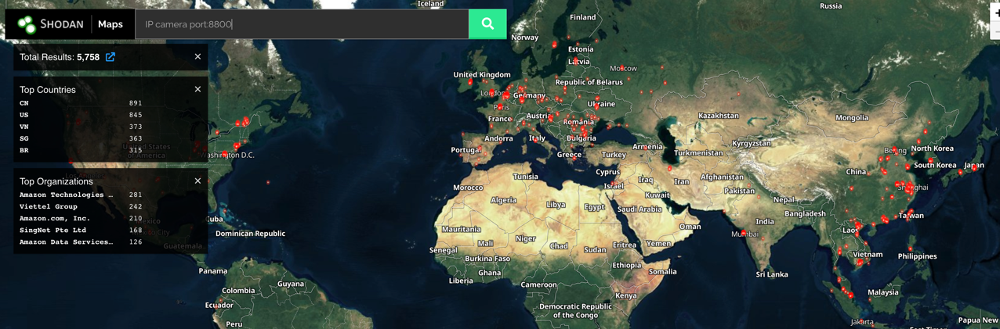 Iceland
Russia
SHODAN Maps
IP camera port:8800
Finland
Norway
Estonia
Latvia
Moscow
Total Results: 5,758
United Kingdom
Republic of Belarus
London
Germany
Ukraine
Paris
France
Austria
Romania
Kazakhstan
Mongolia
Top Countries
CN 891
US 845
VN 373
SG 363
BR 315
United States
of America
Washington D.C.
Andorra
Italy
Bulgaria
Portugal
Greece
Turkey
Armenia
Turkmenistan
Kyrgyzstan
Beijing
North Korea
South Korea
Japan
China
Shanghai
Tunisia
Cyprus
Morocco
Israel
Iraq
Iran
Afghanistan
Pakistan
Kuwait
Nepal
Algeria
Libya
Egypt
Saudi Arabia
Bangladesh
Taiwan
India
Top Organizations
Amazon Technologies … 281
Viettel Group 242
Amazon.com, Inc. 210
SingNet Pte Ltd 168
Amazon Data Services… 126
Mexico
Mexico City
Guatemala
Cuba
Dominican Republic
Mauritania
Mali
Niger
Chad
Sudan
Eritrea
Yemen
Oman
Mumbai
Laos
Senegal
Burkina Faso
Ethiopia
Vietnam
Philippines
Panama
Guyana
Liberia
Ghana
Somalia
Sri Lanka
Colombia
Cameroon
Kenya
Malaysia
Ecuador
Democratic Republic
of the Congo
Peru
Jakarta
Papua New